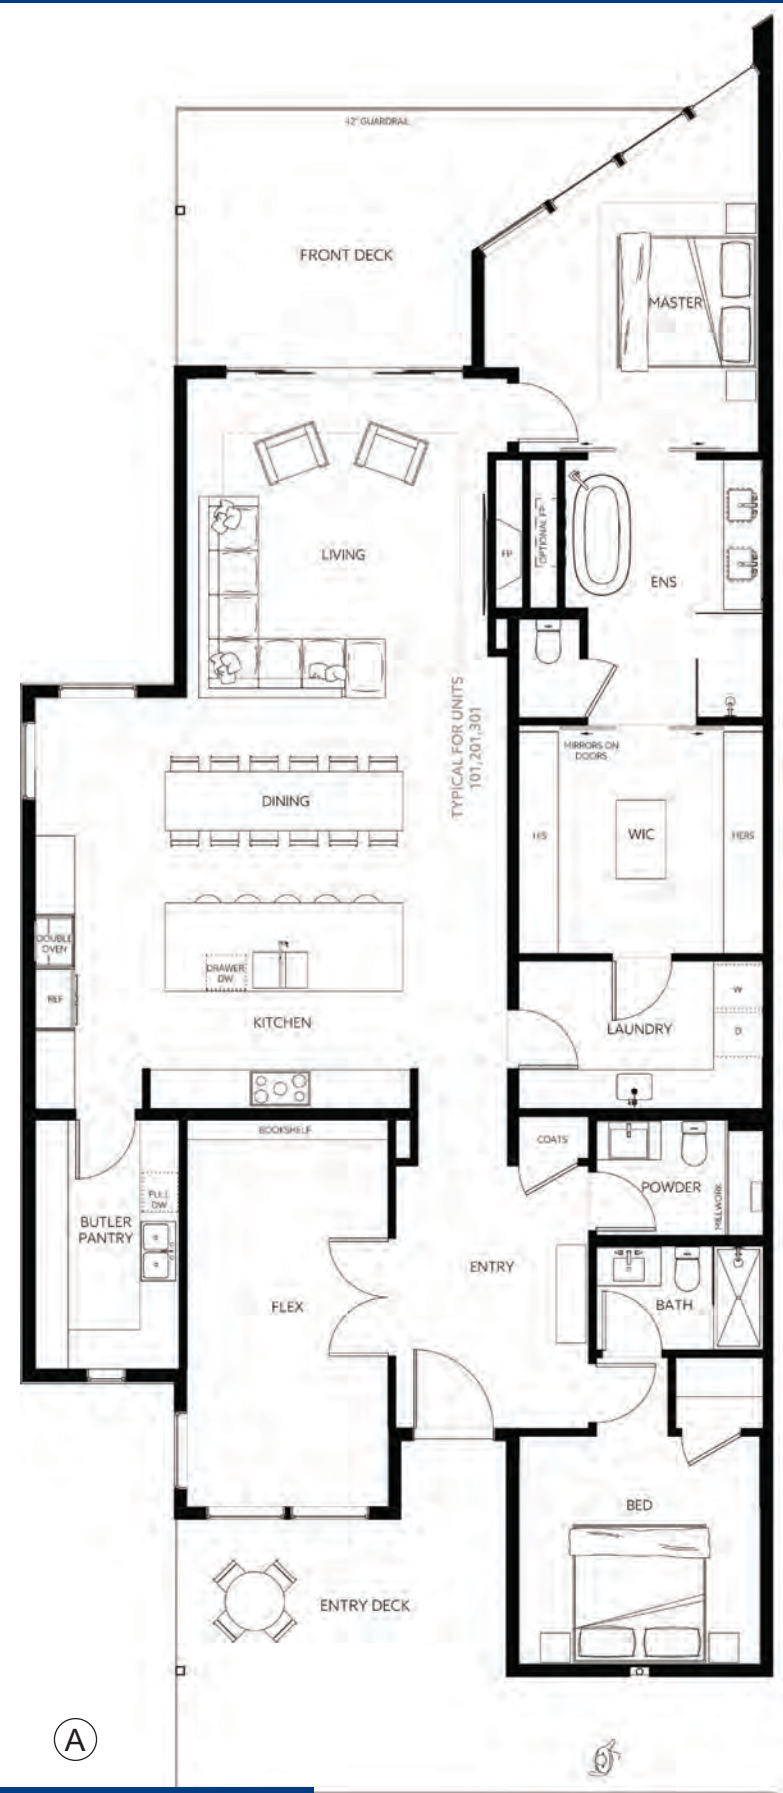 42" GUARDRAIL
FRONT DECK
MASTER
LIVING
FP
OPTIONAL FP
ENS
TYPICAL FOR UNITS
101,201,301
MIRRORS ON
DOORS
DINING
HIS
WIC
HERS
DOUBLE
OVEN
DRAWER
DW
REF
W
KITCHEN
LAUNDRY
D
BOOKSHELF
COATS
PULL
DW
POWDER
MILLWORK
BUTLER
PANTRY
ENTRY
FLEX
BATH
BED
ENTRY DECK
A